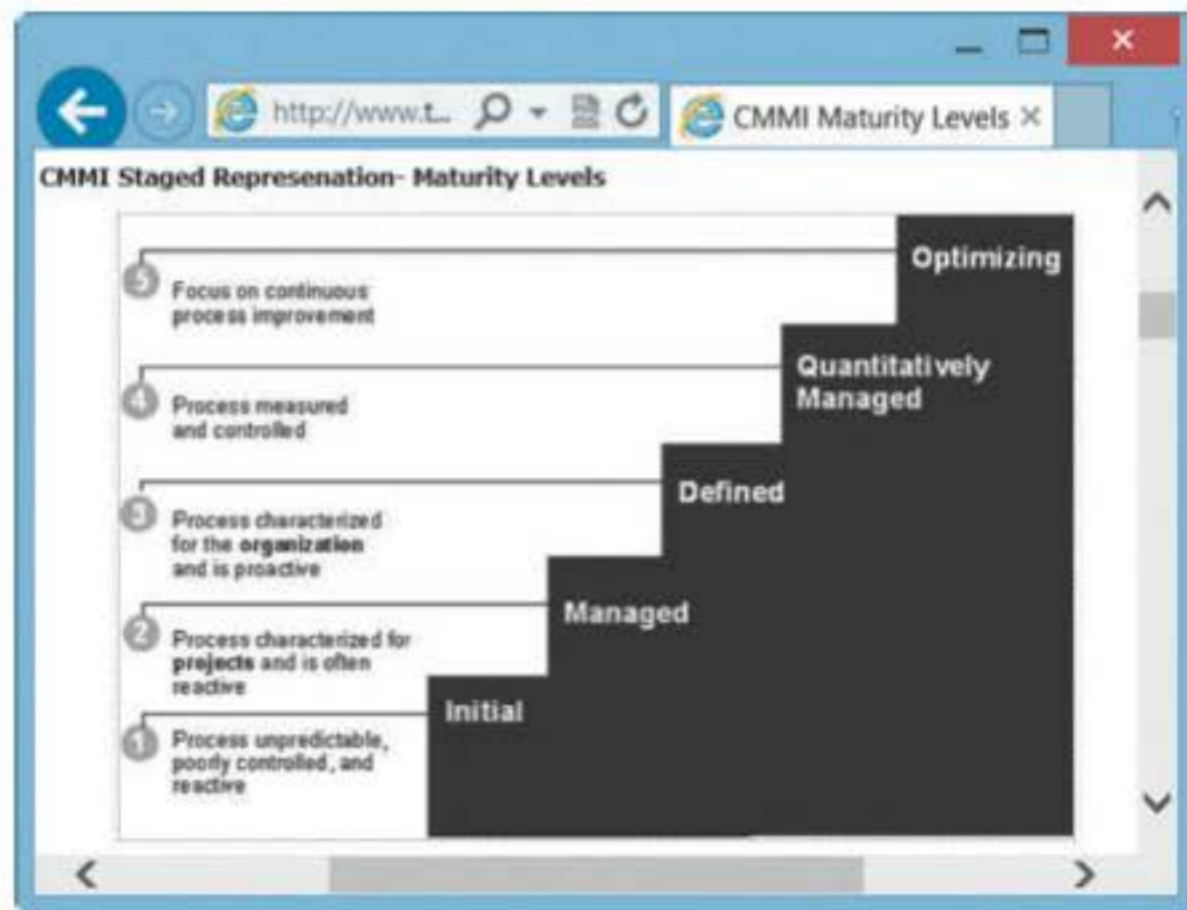 http://www.t...
CMMI Maturity Levels
CMMI Staged Represenation- Maturity Levels
Optimizing
5
Focus on continuous
process improvement
Quantitatively
Managed
4
Process measured
and controlled
Defined
3
Process characterized
for the organization
and is proactive
Managed
2
Process characterized for
projects and is often
reactive
Initial
1
Process unpredictable,
poorly controlled, and
reactive